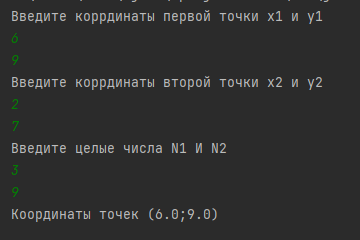 Введите коррдинаты первой точки x1 и y1
6
9
Введите коррдинаты второй точки x2 и y2
2
7
Введите целые числа N1 И N2
3
9
Координаты точек (6.0;9.0)